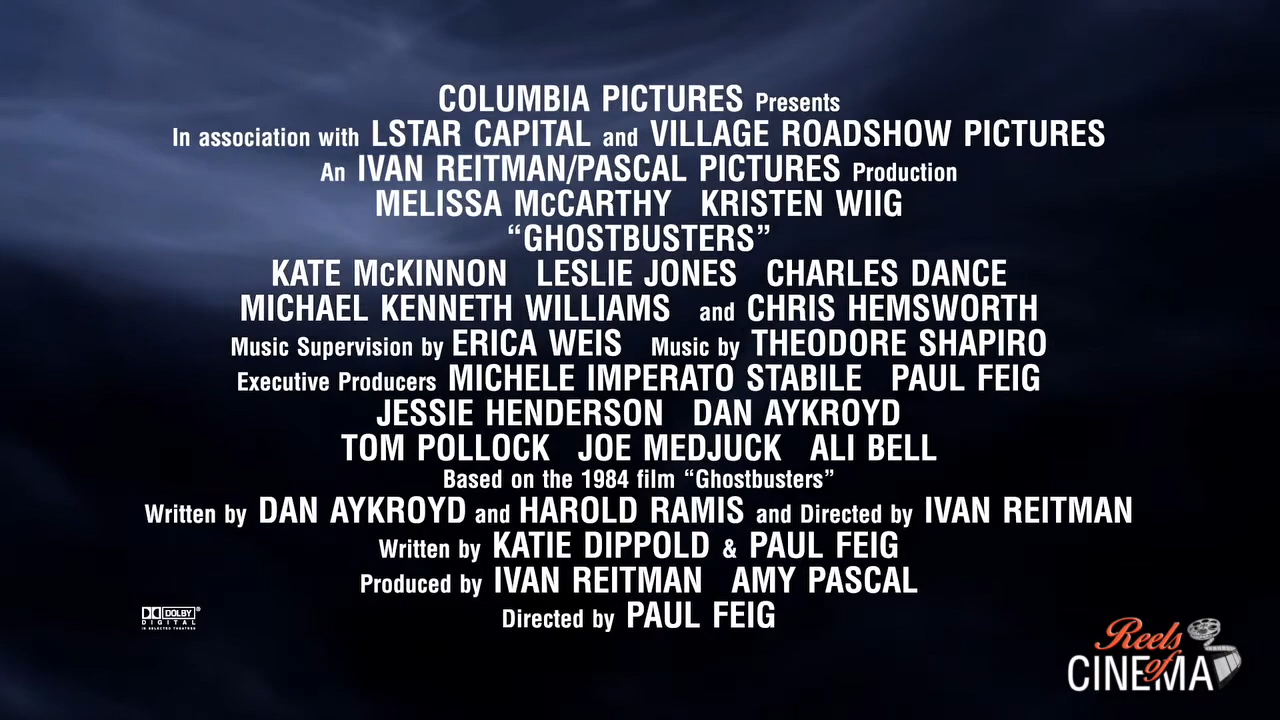 COLUMBIA PICTURES Presents
In association with LSTAR CAPITAL and VILLAGE ROADSHOW PICTURES
An IVAN REITMAN/PASCAL PICTURES Production
MELISSA McCARTHY KRISTEN WIIG
“GHOSTBUSTERS”
KATE McKINNON LESLIE JONES CHARLES DANCE
MICHAEL KENNETH WILLIAMS and CHRIS HEMSWORTH
Music Supervision by ERICA WEIS Music by THEODORE SHAPIRO
Executive Producers MICHELE IMPERATO STABILE PAUL FEIG
JESSIE HENDERSON DAN AYKROYD
TOM POLLOCK JOE MEDJUCK ALI BELL
Based on the 1984 film “Ghostbusters”
Written by DAN AYKROYD and HAROLD RAMIS and Directed by IVAN REITMAN
Written by KATIE DIPPOLD & PAUL FEIG
Produced by IVAN REITMAN AMY PASCAL
Directed by PAUL FEIG
DOLBY®
DIGITAL
IN SELECTED THEATRES
Reels
of
CINEMA